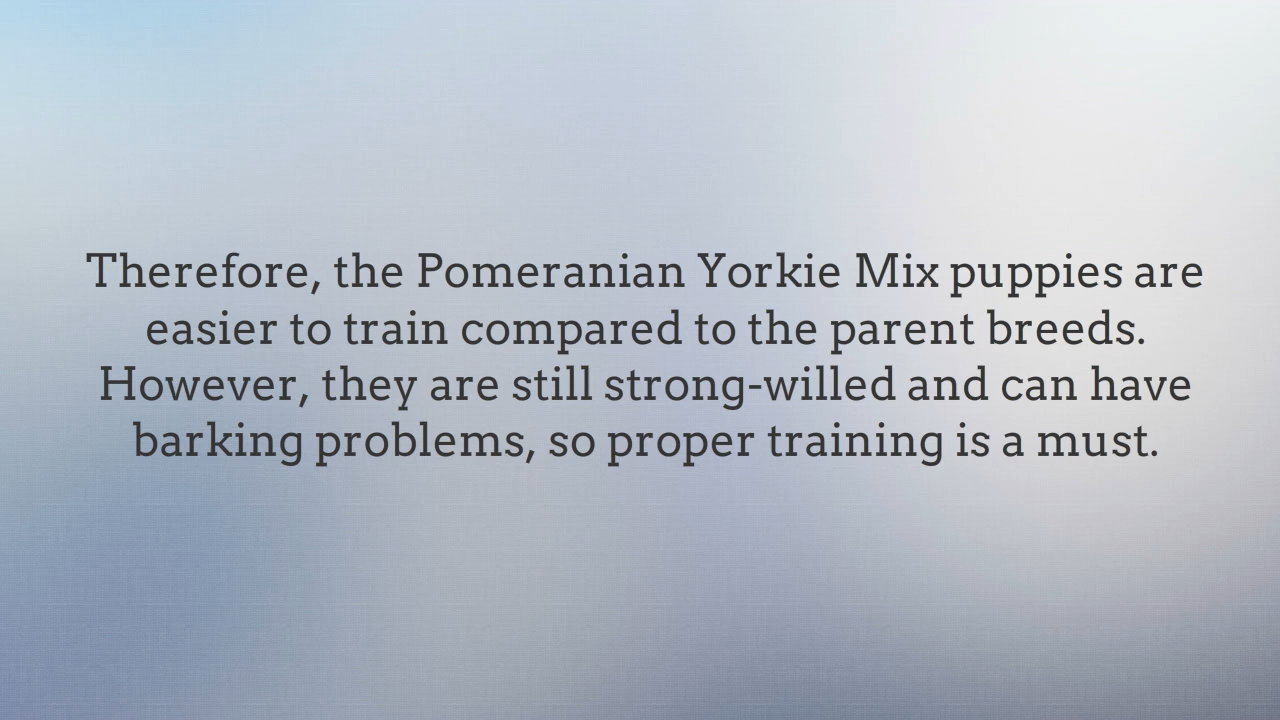 Therefore, the Pomeranian Yorkie Mix puppies are
easier to train compared to the parent breeds.
However, they are still strong-willed and can have
barking problems, so proper training is a must.